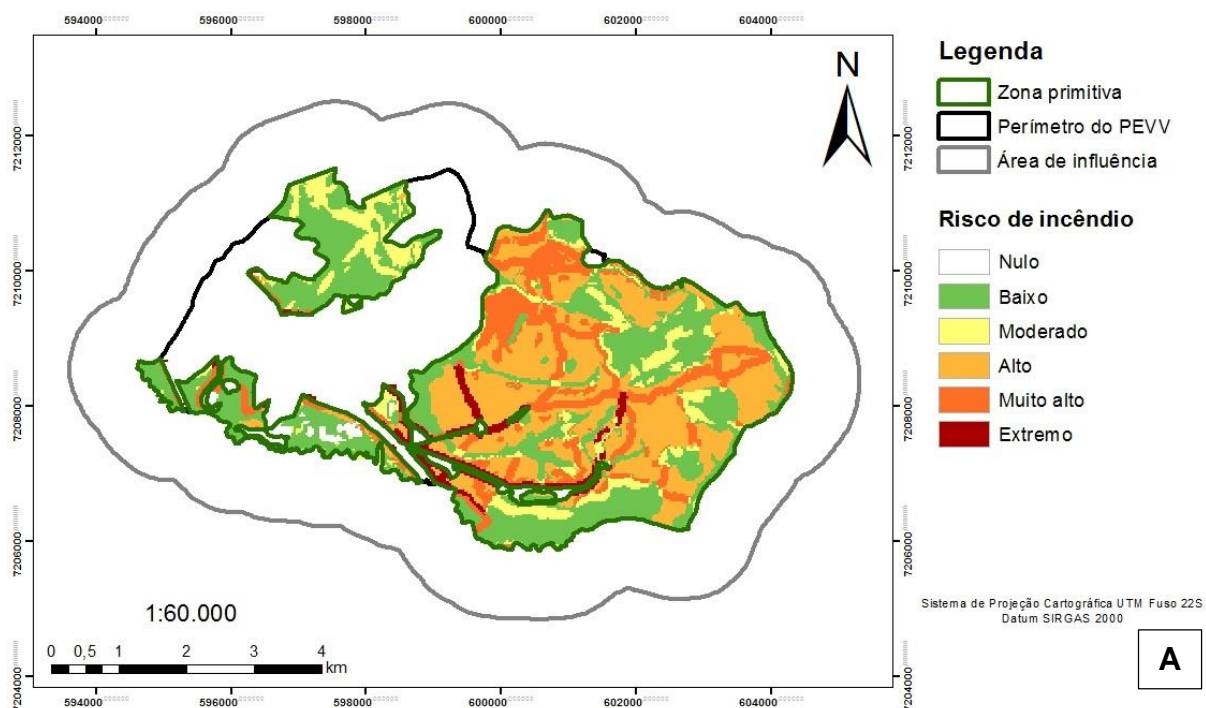 594000 596000 598000 600000 602000 604000
7212000 7212000
7210000 7210000
7208000 7208000
7206000 7206000
7204000 7204000
N
1:60.000
0 0,5 1 2 3 4
km
594000 596000 598000 600000 602000 604000
Legenda
Zona primitiva
Perímetro do PEVV
Área de influência
Risco de incêndio
Nulo
Baixo
Moderado
Alto
Muito alto
Extremo
Sistema de Projeção Cartográfica UTM Fuso 22S
Datum SIRGAS 2000
A